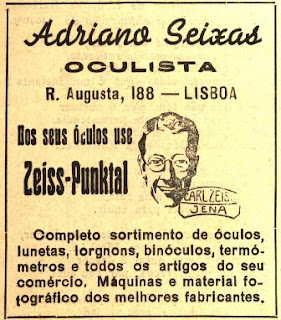 Adriano Seixas
OCULISTA
R. Augusta, 188 — LISBOA
Nos seus óculos use
Zeiss-Punktal
CARL ZEISS
JENA
Completo sortimento de óculos,
lunetas, lorgnons, binóculos, termó-
metros e todos os artigos do seu
comércio. Máquinas e material fo-
tográfico dos melhores fabricantes.